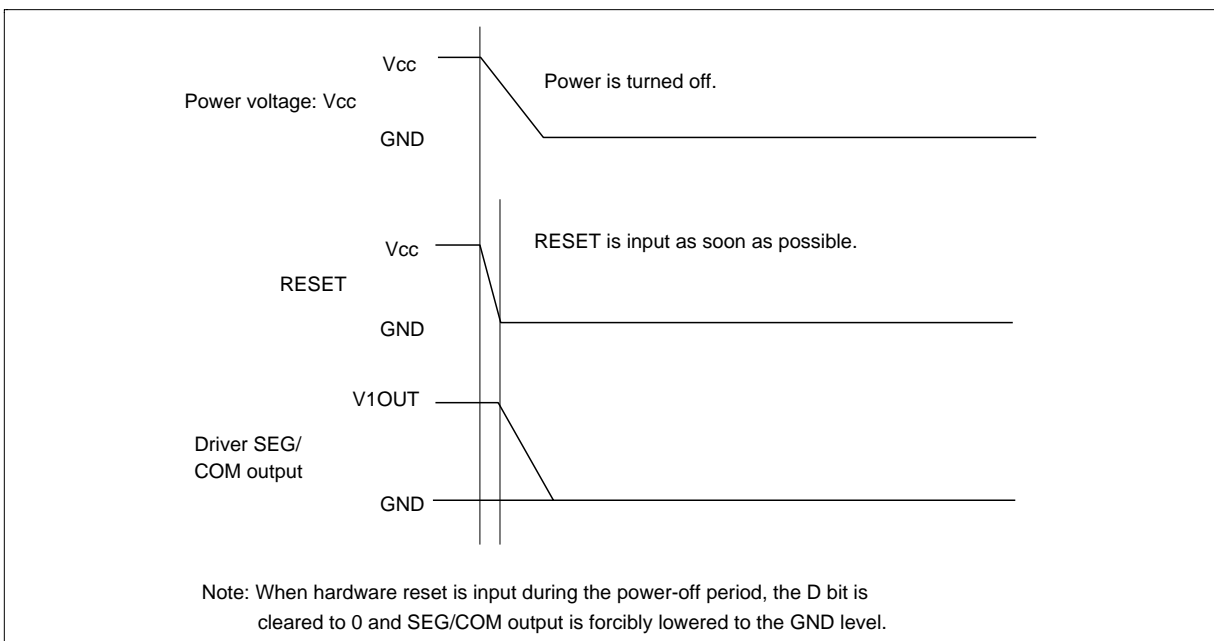 Vcc
Power is turned off.
Power voltage: Vcc
GND
Vcc
RESET is input as soon as possible.
RESET
GND
V1OUT
Driver SEG/
COM output
GND
Note: When hardware reset is input during the power-off period, the D bit is
cleared to 0 and SEG/COM output is forcibly lowered to the GND level.